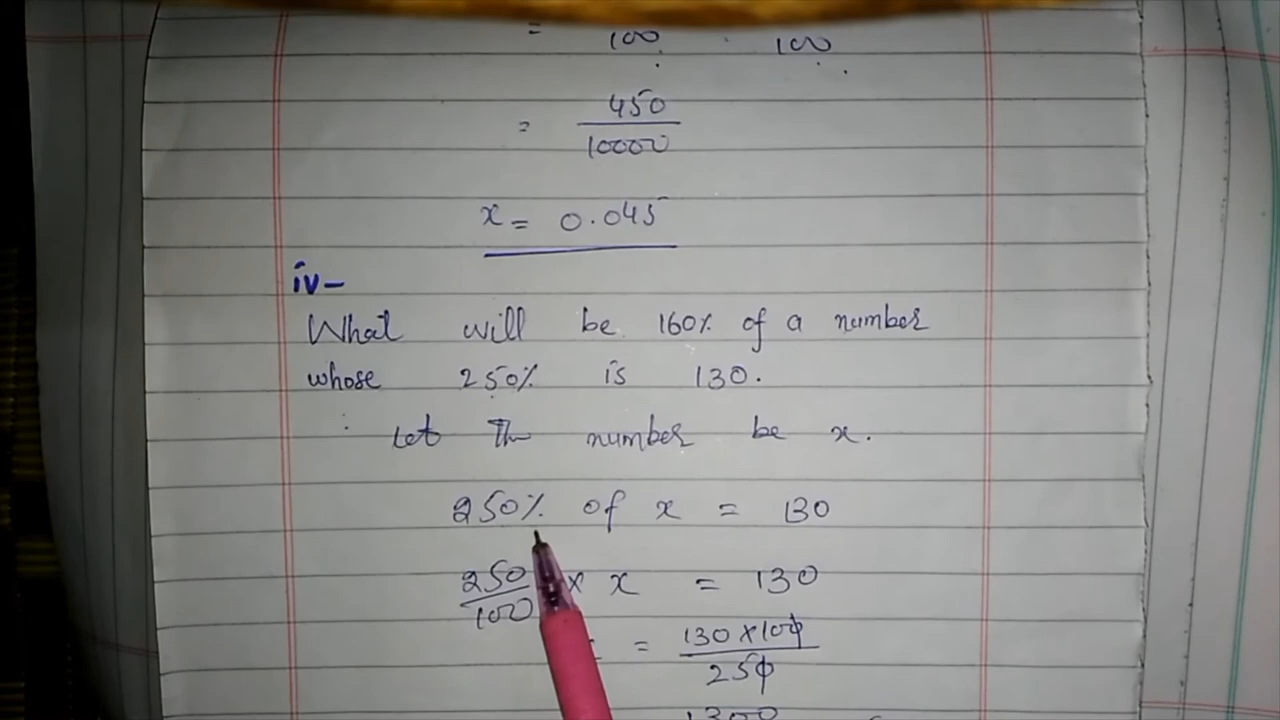 = 100 . 100
= 450
10000
x = 0.045
iv-
What will be 160% of a number
whose 250% is 130.
Let The number be x.
250% of x = 130
250 × x = 130
100
= 130 × 100
250
1300